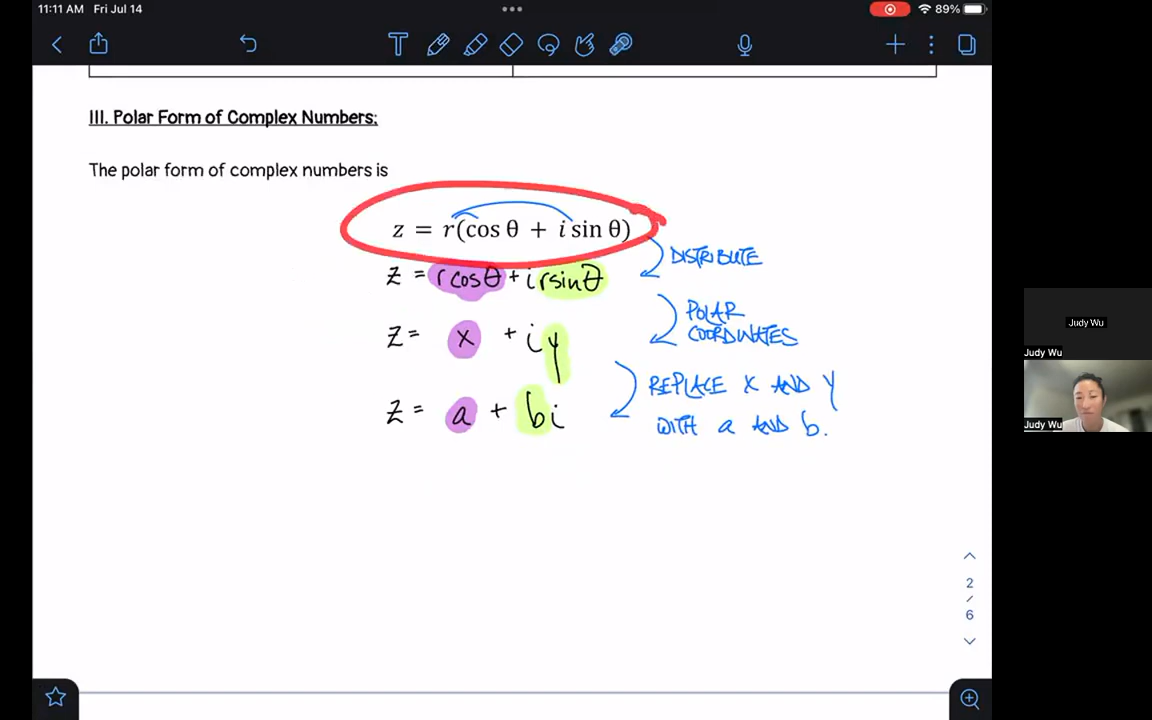 11:11 AM Fri Jul 14
89%
III. Polar Form of Complex Numbers:
The polar form of complex numbers is
z = r(cos θ + i sin θ)
DISTRIBUTE
z = r cosθ + i r sinθ
POLAR
COORDINATES
z = x + i y
REPLACE X AND Y
z = a + bi
WITH a AND b.
2
/
6
Judy Wu
Judy Wu
Judy Wu